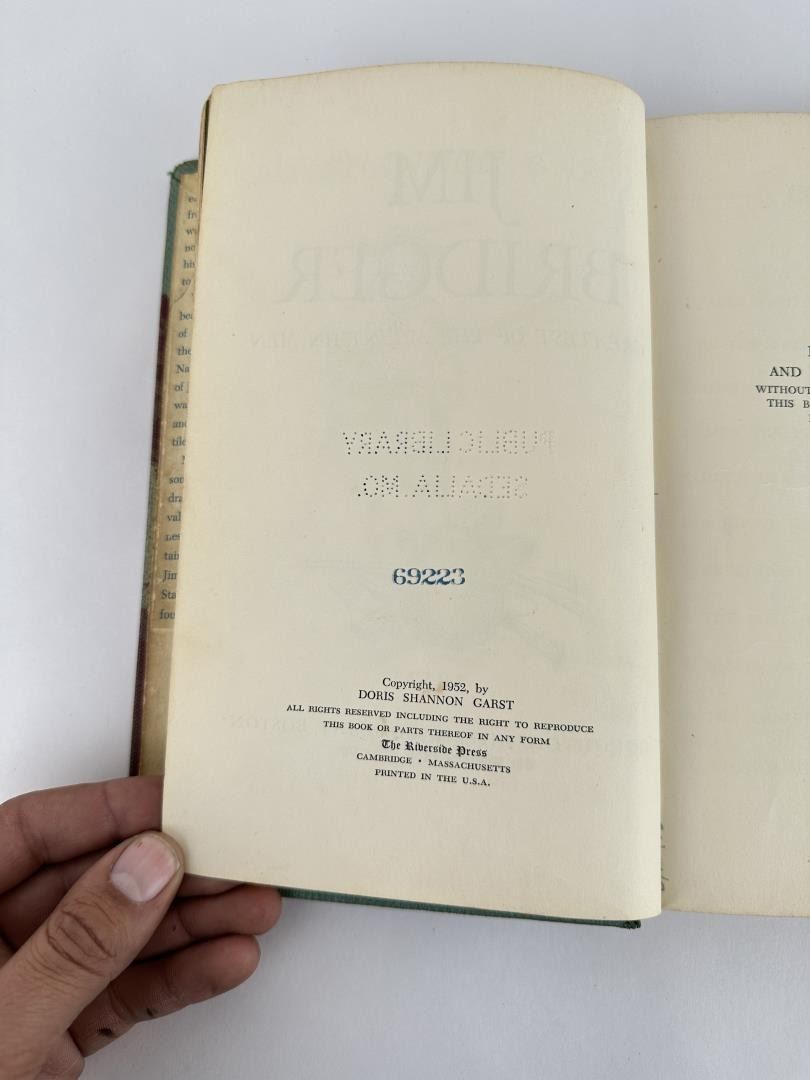 JIM
BRIDGER
PUBLIC LIBRARY
SEDALIA, MO.
69223
Copyright, 1952, by
DORIS SHANNON GARST
ALL RIGHTS RESERVED INCLUDING THE RIGHT TO REPRODUCE
THIS BOOK OR PARTS THEREOF IN ANY FORM
The Riverside Press
CAMBRIDGE • MASSACHUSETTS
PRINTED IN THE U.S.A.
AND
WITHOUT
THIS B